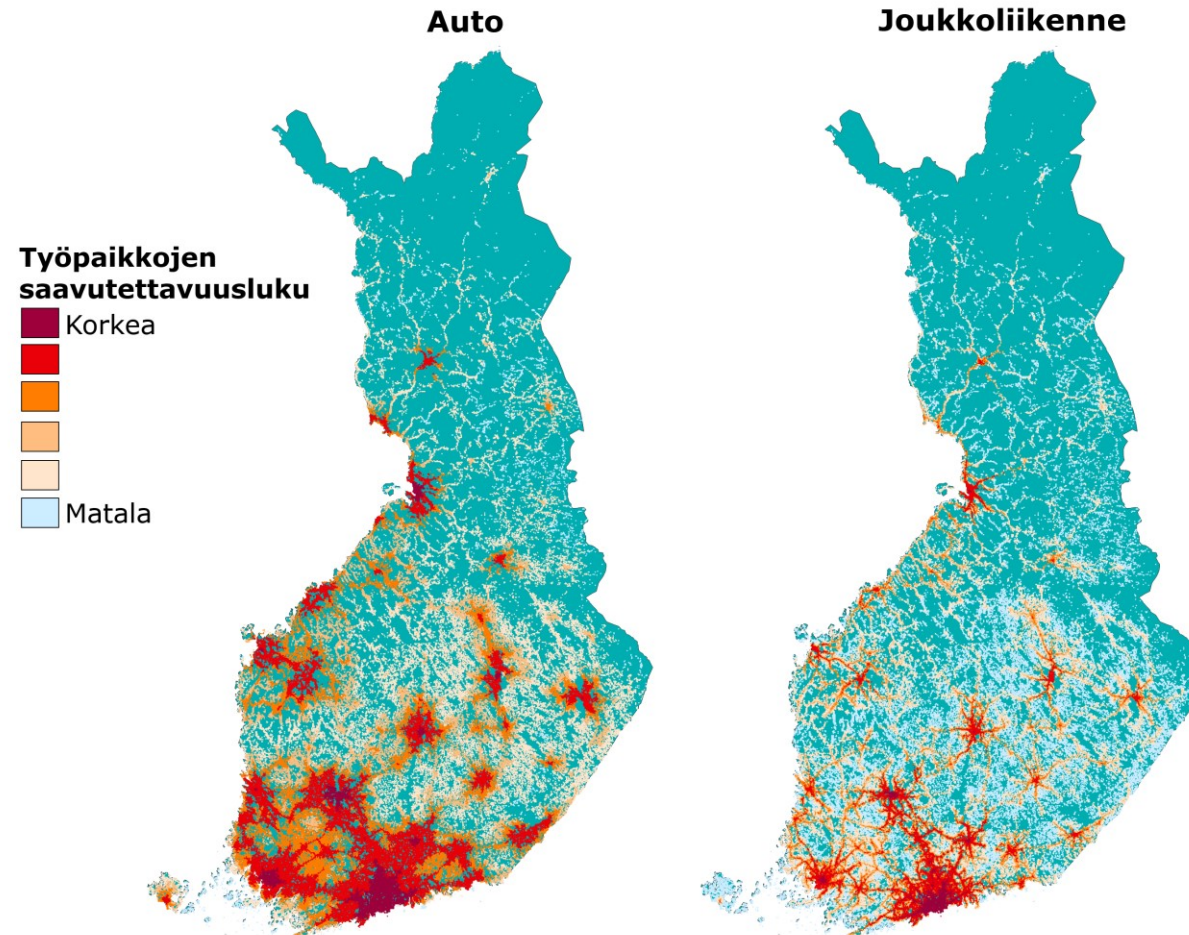 Auto
Joukkoliikenne
Työpaikkojen
saavutettavuusluku
Korkea
Matala